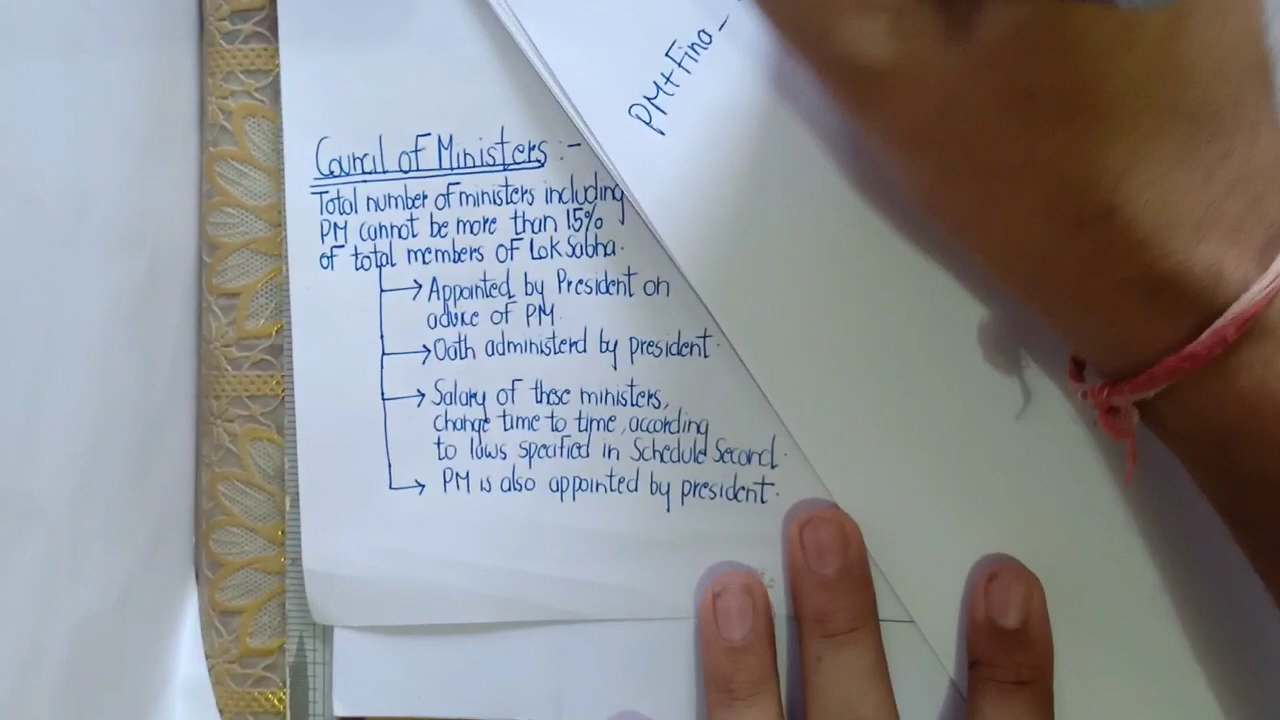 Council of Ministers :-
Total number of ministers including
PM cannot be more than 15%
of total members of Lok Sabha.
Appointed by President on
advice of PM.
Oath administerd by president.
Salary of these ministers,
change time to time, according
to laws specified in Schedule Second.
PM is also appointed by president.
PM+Fina